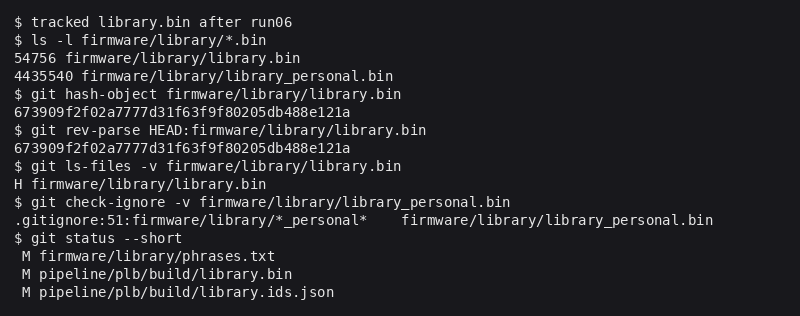 $ tracked library.bin after run06
$ ls -l firmware/library/*.bin
54756 firmware/library/library.bin
4435540 firmware/library/library_personal.bin
$ git hash-object firmware/library/library.bin
673909f2f02a7777d31f63f9f80205db488e121a
$ git rev-parse HEAD:firmware/library/library.bin
673909f2f02a7777d31f63f9f80205db488e121a
$ git ls-files -v firmware/library/library.bin
H firmware/library/library.bin
$ git check-ignore -v firmware/library/library_personal.bin
.gitignore:51:firmware/library/*_personal*    firmware/library/library_personal.bin
$ git status --short
 M firmware/library/phrases.txt
 M pipeline/plb/build/library.bin
 M pipeline/plb/build/library.ids.json